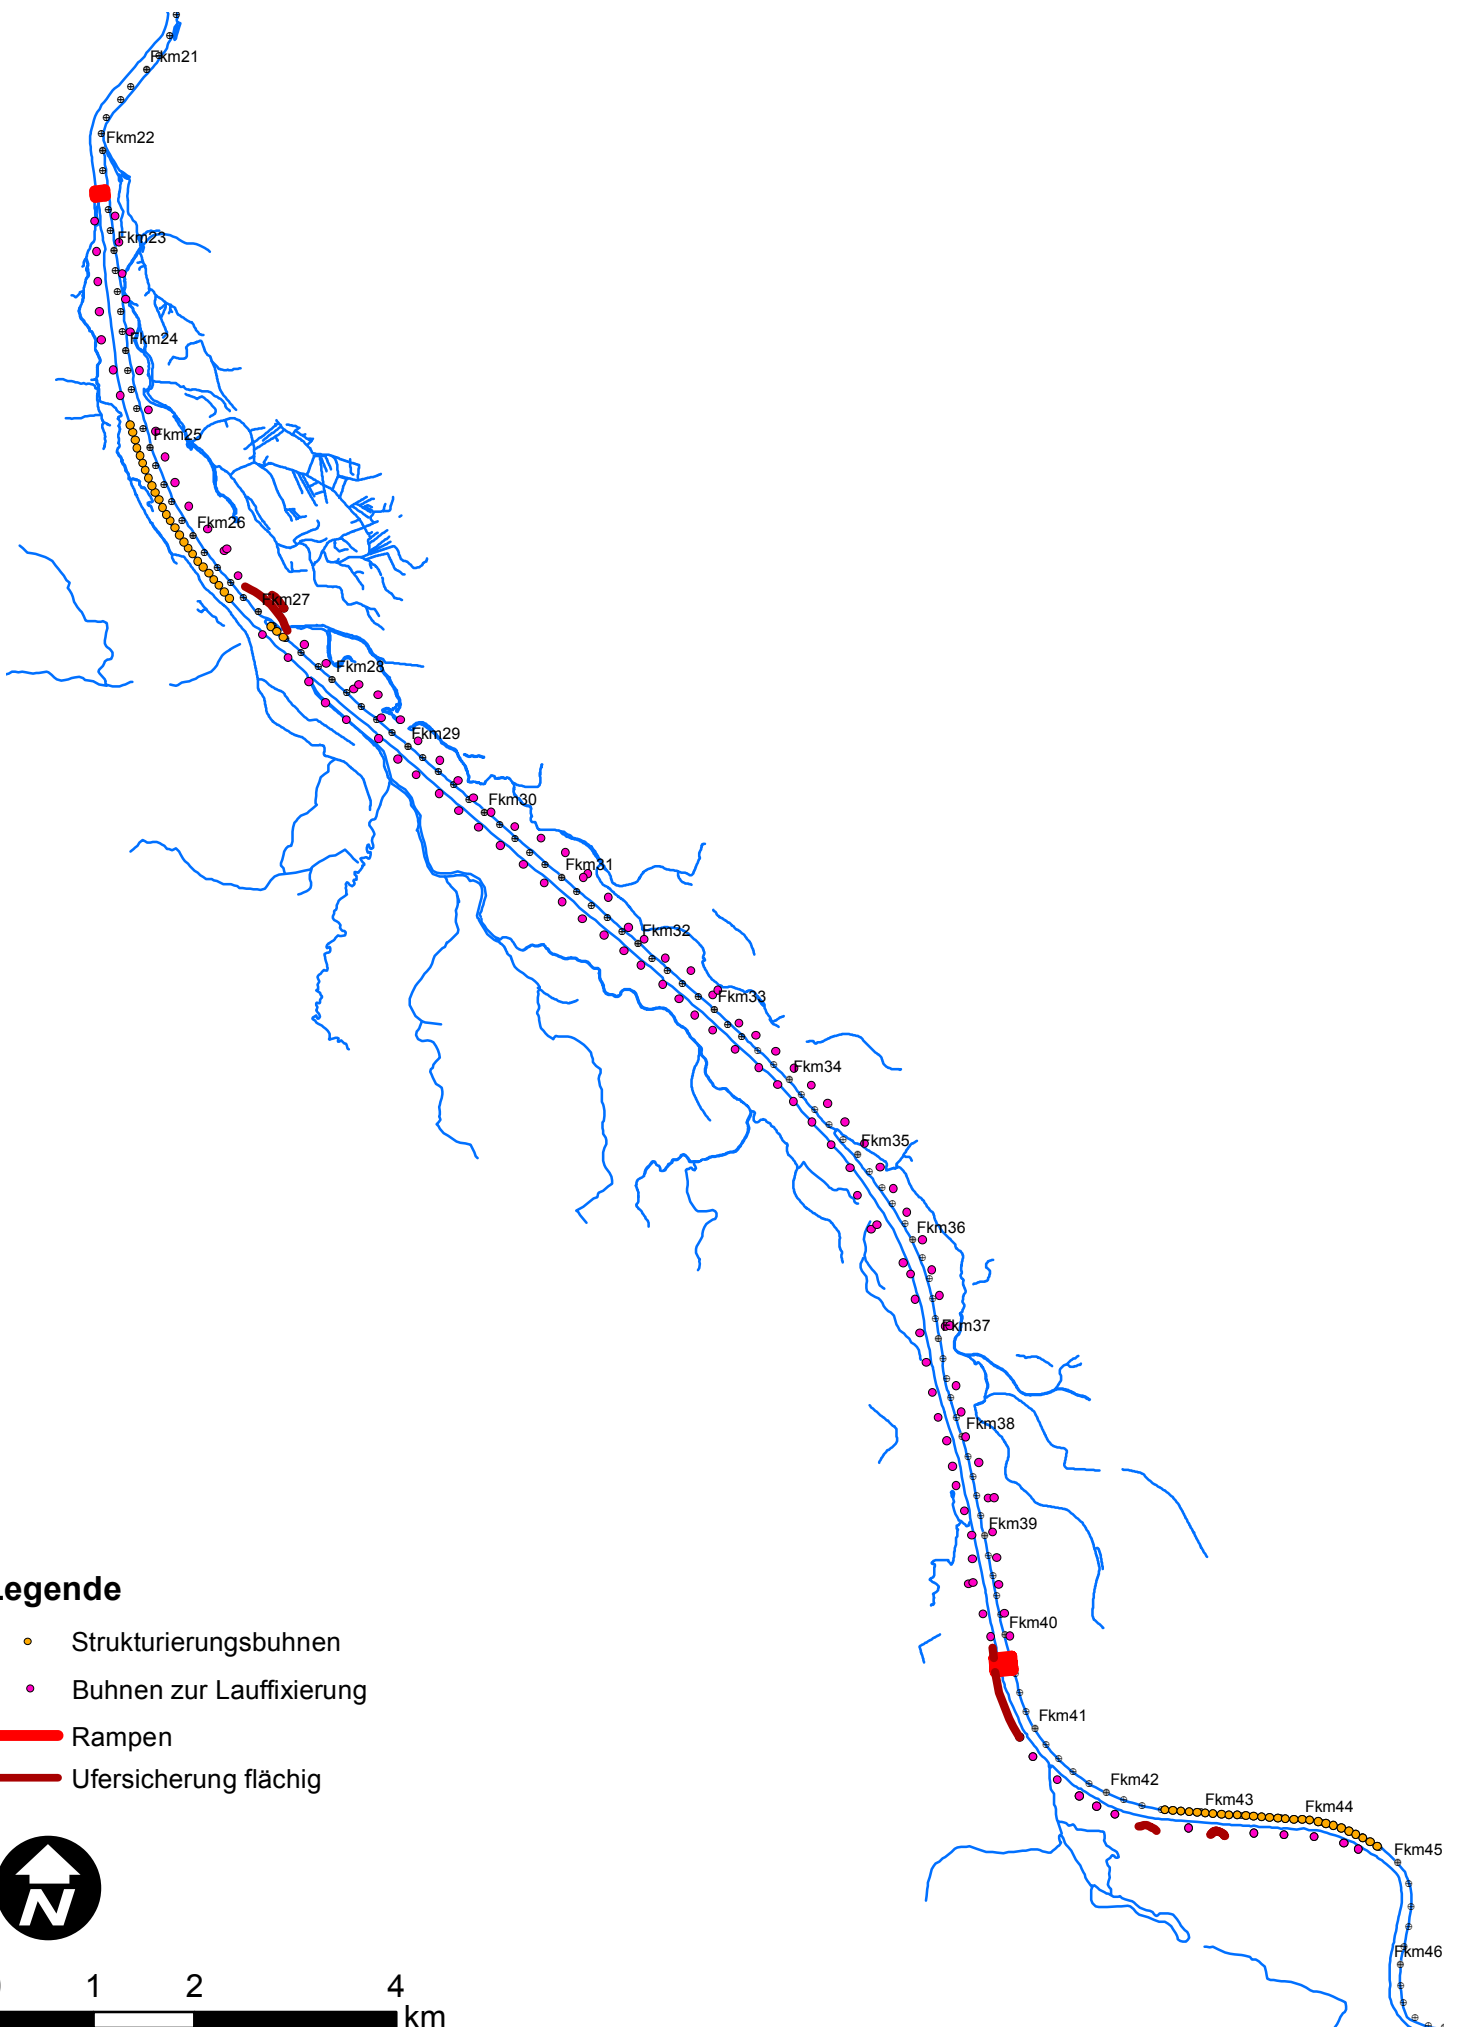 Fkm21
Fkm22
Fkm23
Fkm24
Fkm25
Fkm26
Fkm27
Fkm28
Fkm29
Fkm30
Fkm31
Fkm32
Fkm33
Fkm34
Fkm35
Fkm36
Fkm37
Fkm38
Fkm39
Fkm40
Fkm41
Fkm42
Fkm43
Fkm44
Fkm45
Fkm46
Legende
Strukturierungsbuhnen
Buhnen zur Lauffixierung
Rampen
Ufersicherung flächig
N
0 1 2 4
km